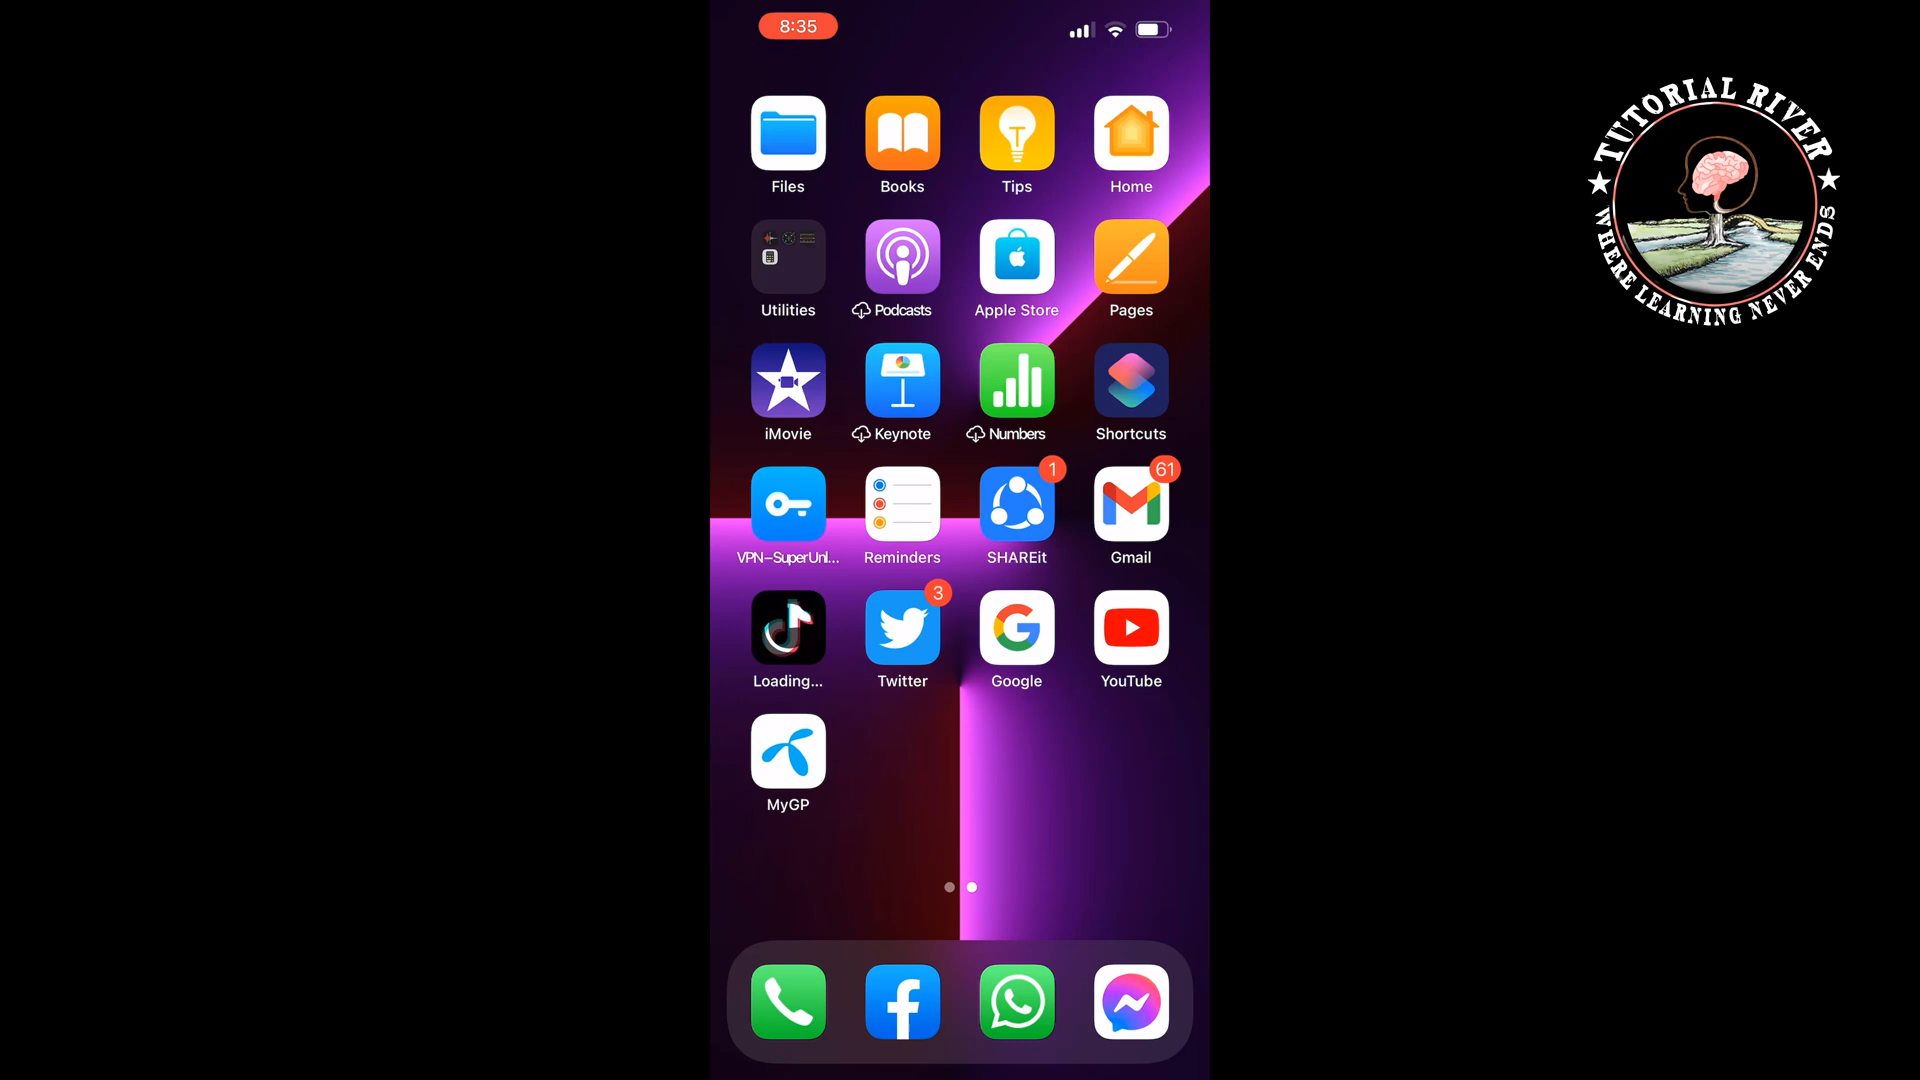 8:35
TUTORIAL RIVER
WHERE LEARNING NEVER ENDS
Files
Books
Tips
Home
Utilities
Podcasts
Apple Store
Pages
iMovie
Keynote
Numbers
Shortcuts
1
61
VPN–SuperUnl...
Reminders
SHAREit
Gmail
3
Loading...
Twitter
Google
YouTube
MyGP